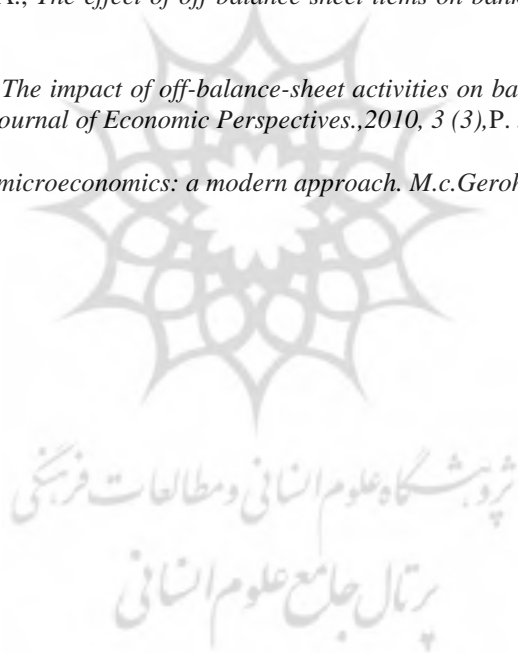 The effect of off-balance sheet items on bank
The impact of off-balance-sheet activities on ba
ournal of Economic Perspectives.,2010, 3 (3),P.
microeconomics: a modern approach. M.c.Geroh
پژوهشگاه علوم انسانی و مطالعات فرهنگی
پرتال جامع علوم انسانی